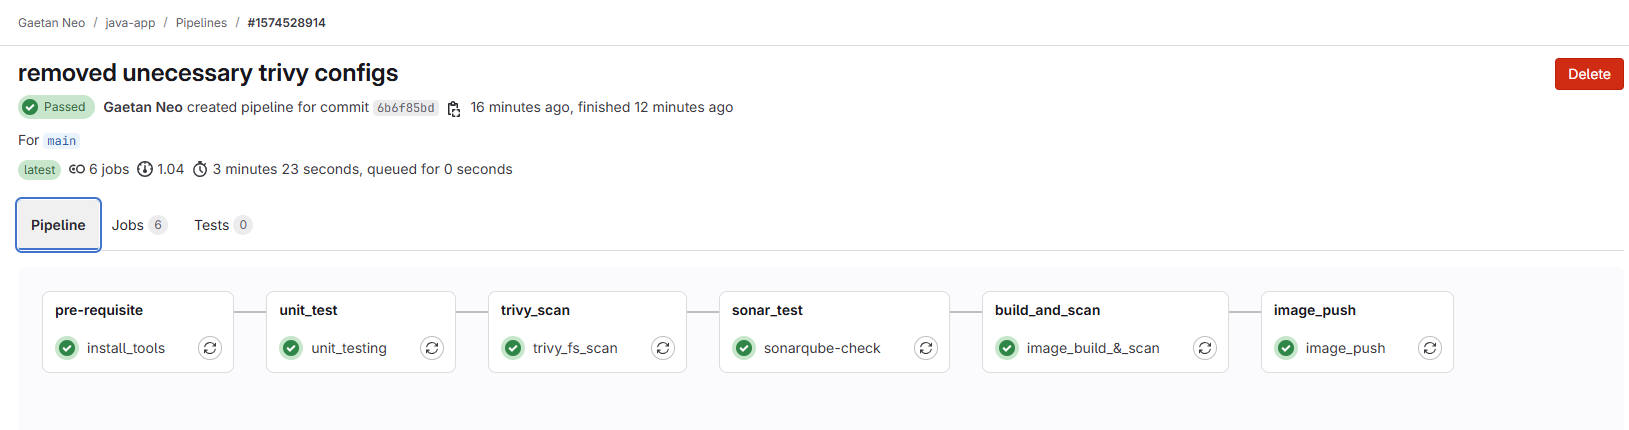 Gaetan Neo / java-app / Pipelines / #1574528914
removed unecessary trivy configs
Delete
Passed Gaetan Neo created pipeline for commit 6b6f85bd 16 minutes ago, finished 12 minutes ago
For main
latest 6 jobs 1.04 3 minutes 23 seconds, queued for 0 seconds
Pipeline Jobs 6 Tests 0
pre-requisite unit_test trivy_scan sonar_test build_and_scan image_push
install_tools unit_testing trivy_fs_scan sonarqube-check image_build_&_scan image_push